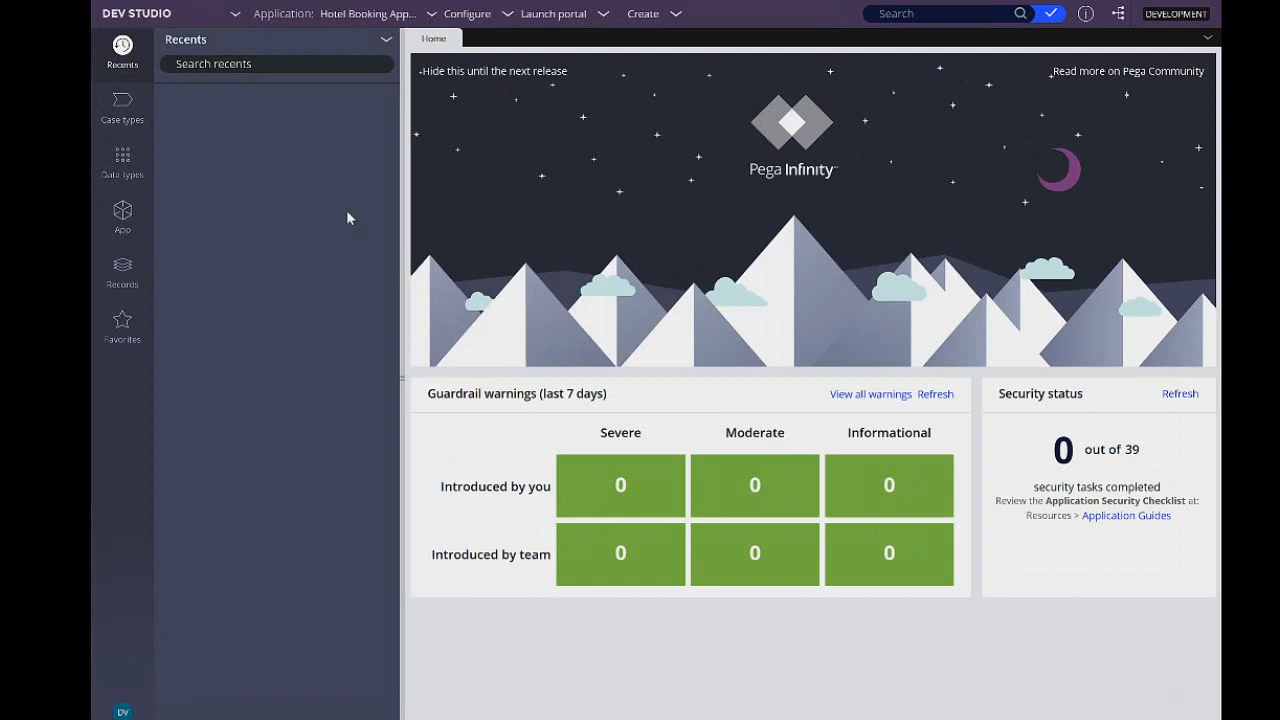 DEV STUDIO
Application: Hotel Booking App...
Configure
Launch portal
Create
Search
DEVELOPMENT
Recents
Case types
Data types
App
Records
Favorites
DV
Recents
Search recents
Home
Hide this until the next release
Read more on Pega Community
Pega Infinity
Guardrail warnings (last 7 days)
View all warnings Refresh
Severe Moderate Informational
Introduced by you 0 0 0
Introduced by team 0 0 0
Security status
Refresh
0 out of 39
security tasks completed
Review the Application Security Checklist at:
Resources > Application Guides